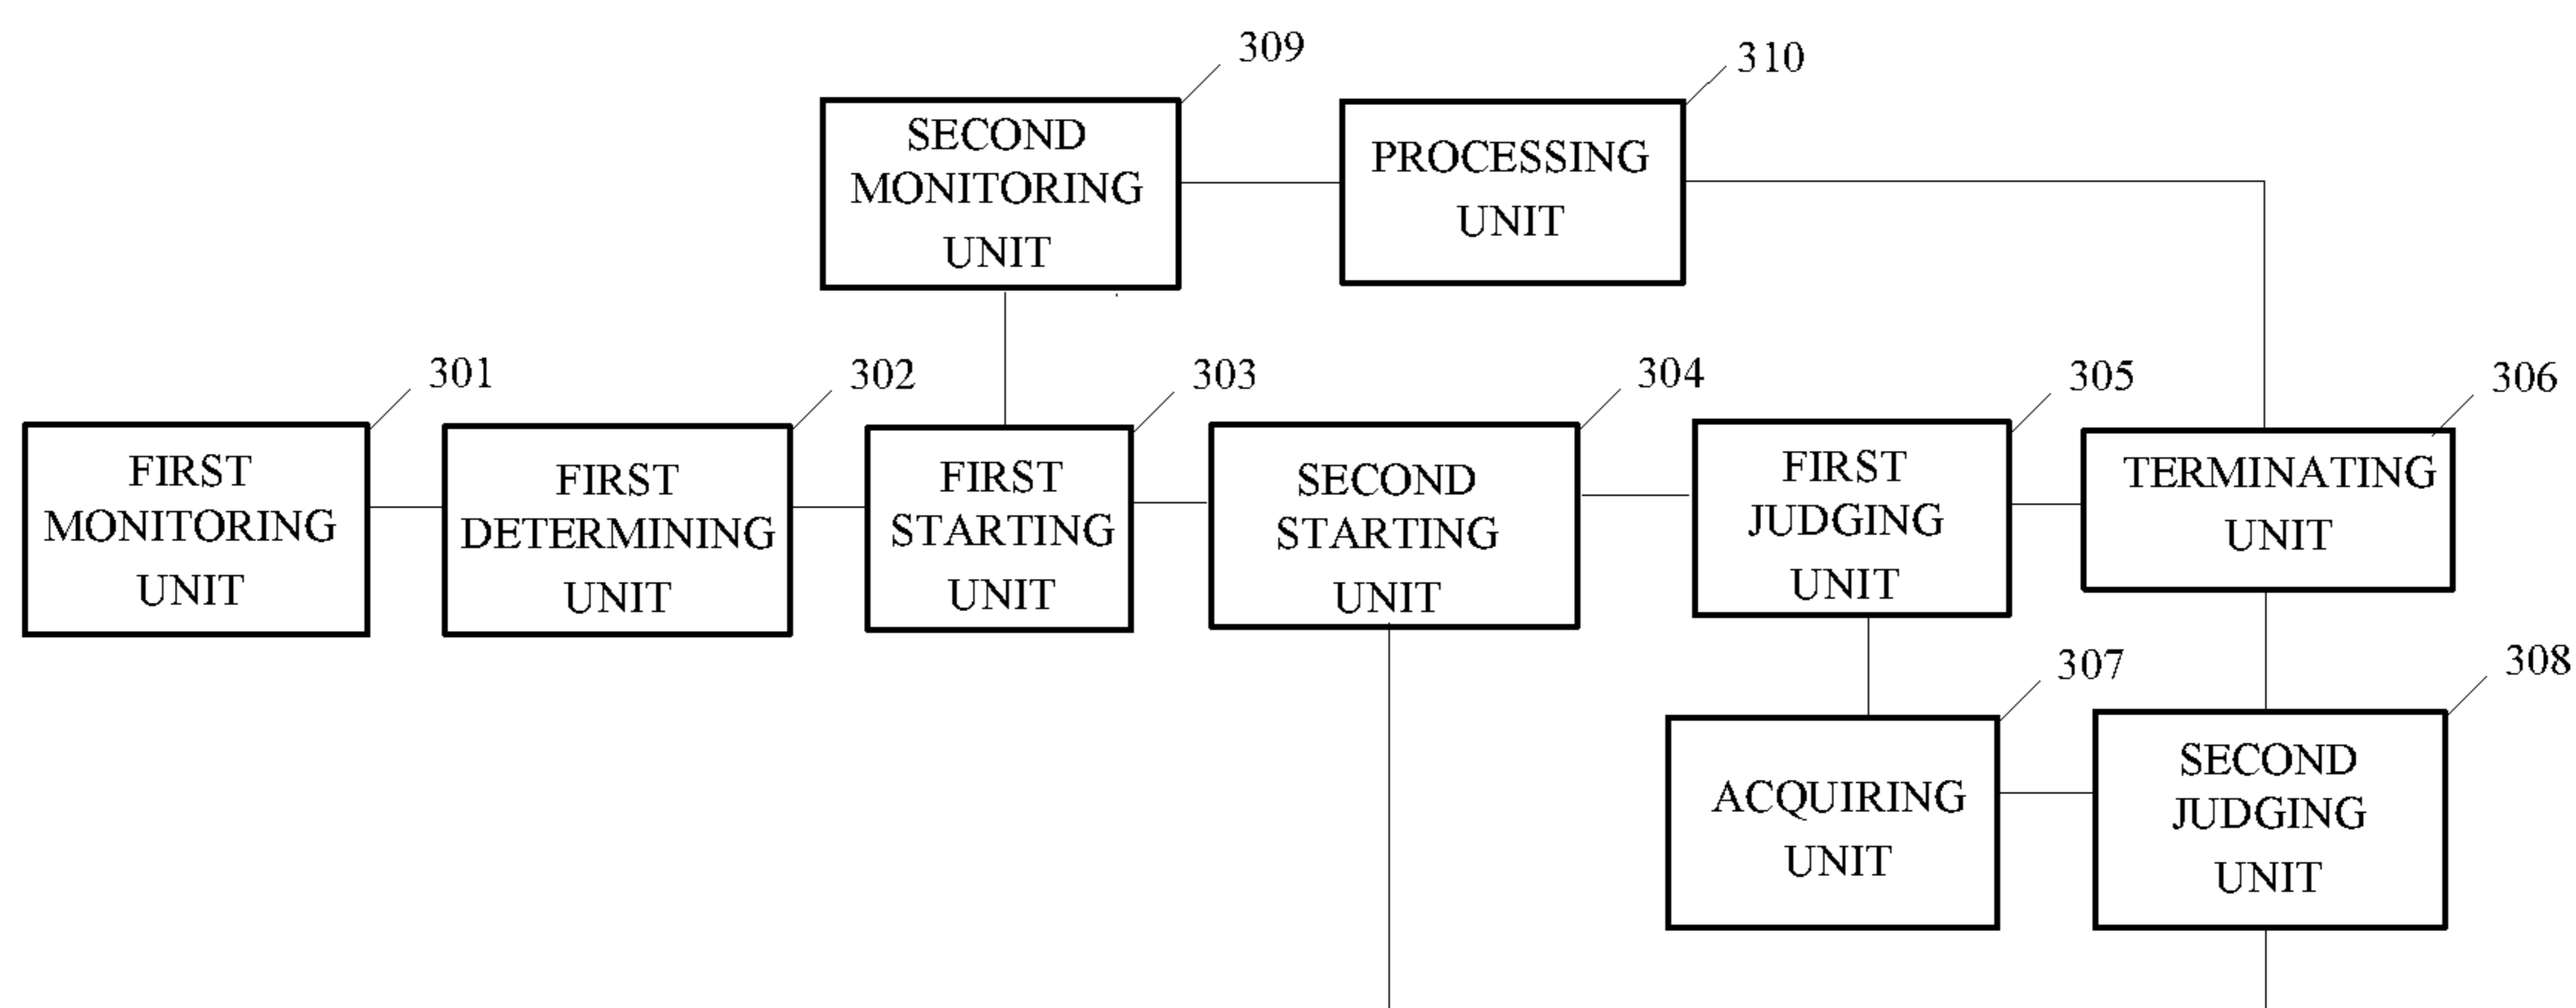 309
310
SECOND
MONITORING
UNIT
PROCESSING
UNIT
301
302
303
304
305
306
FIRST
MONITORING
UNIT
FIRST
DETERMINING
UNIT
FIRST
STARTING
UNIT
SECOND
STARTING
UNIT
FIRST
JUDGING
UNIT
TERMINATING
UNIT
307
308
ACQUIRING
UNIT
SECOND
JUDGING
UNIT